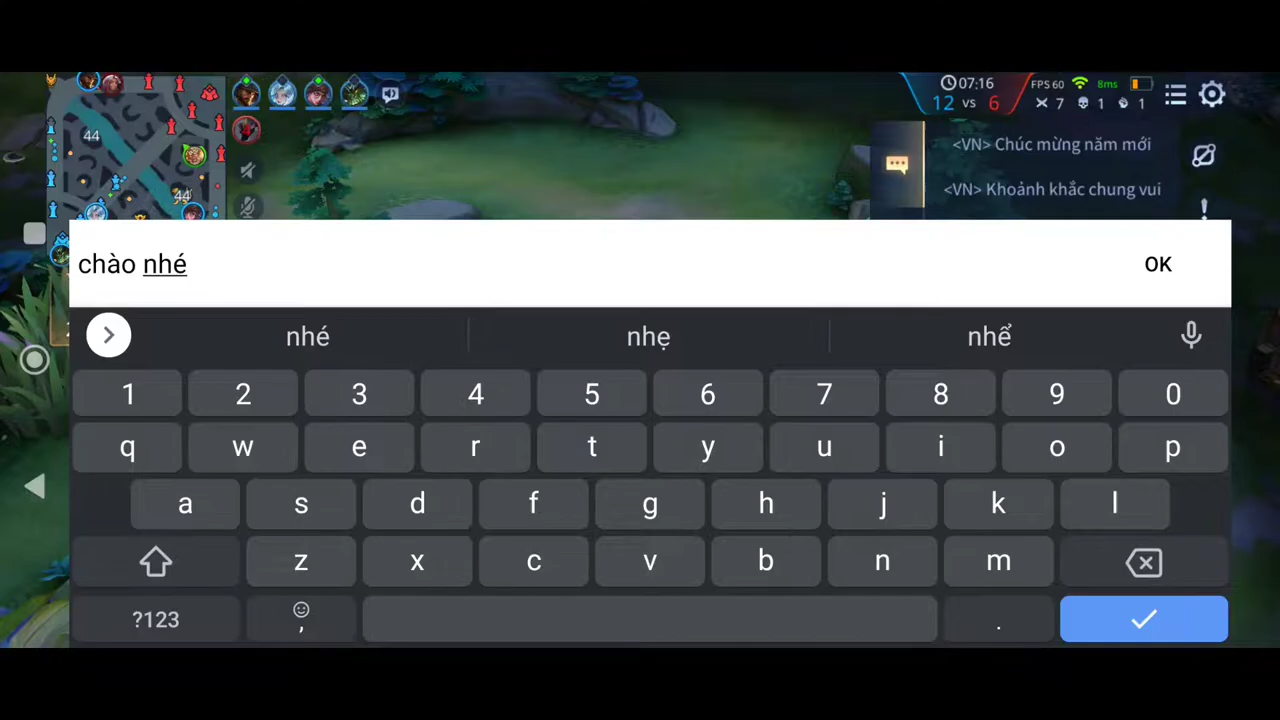 07:16
FPS 60 8ms
12 vs 6
7 1 1
44
44
<VN> Chúc mừng năm mới
<VN> Khoảnh khắc chung vui
chào nhé
OK
nhé nhẹ nhể
1 2 3 4 5 6 7 8 9 0
q w e r t y u i o p
a s d f g h j k l
z x c v b n m
?123 , .